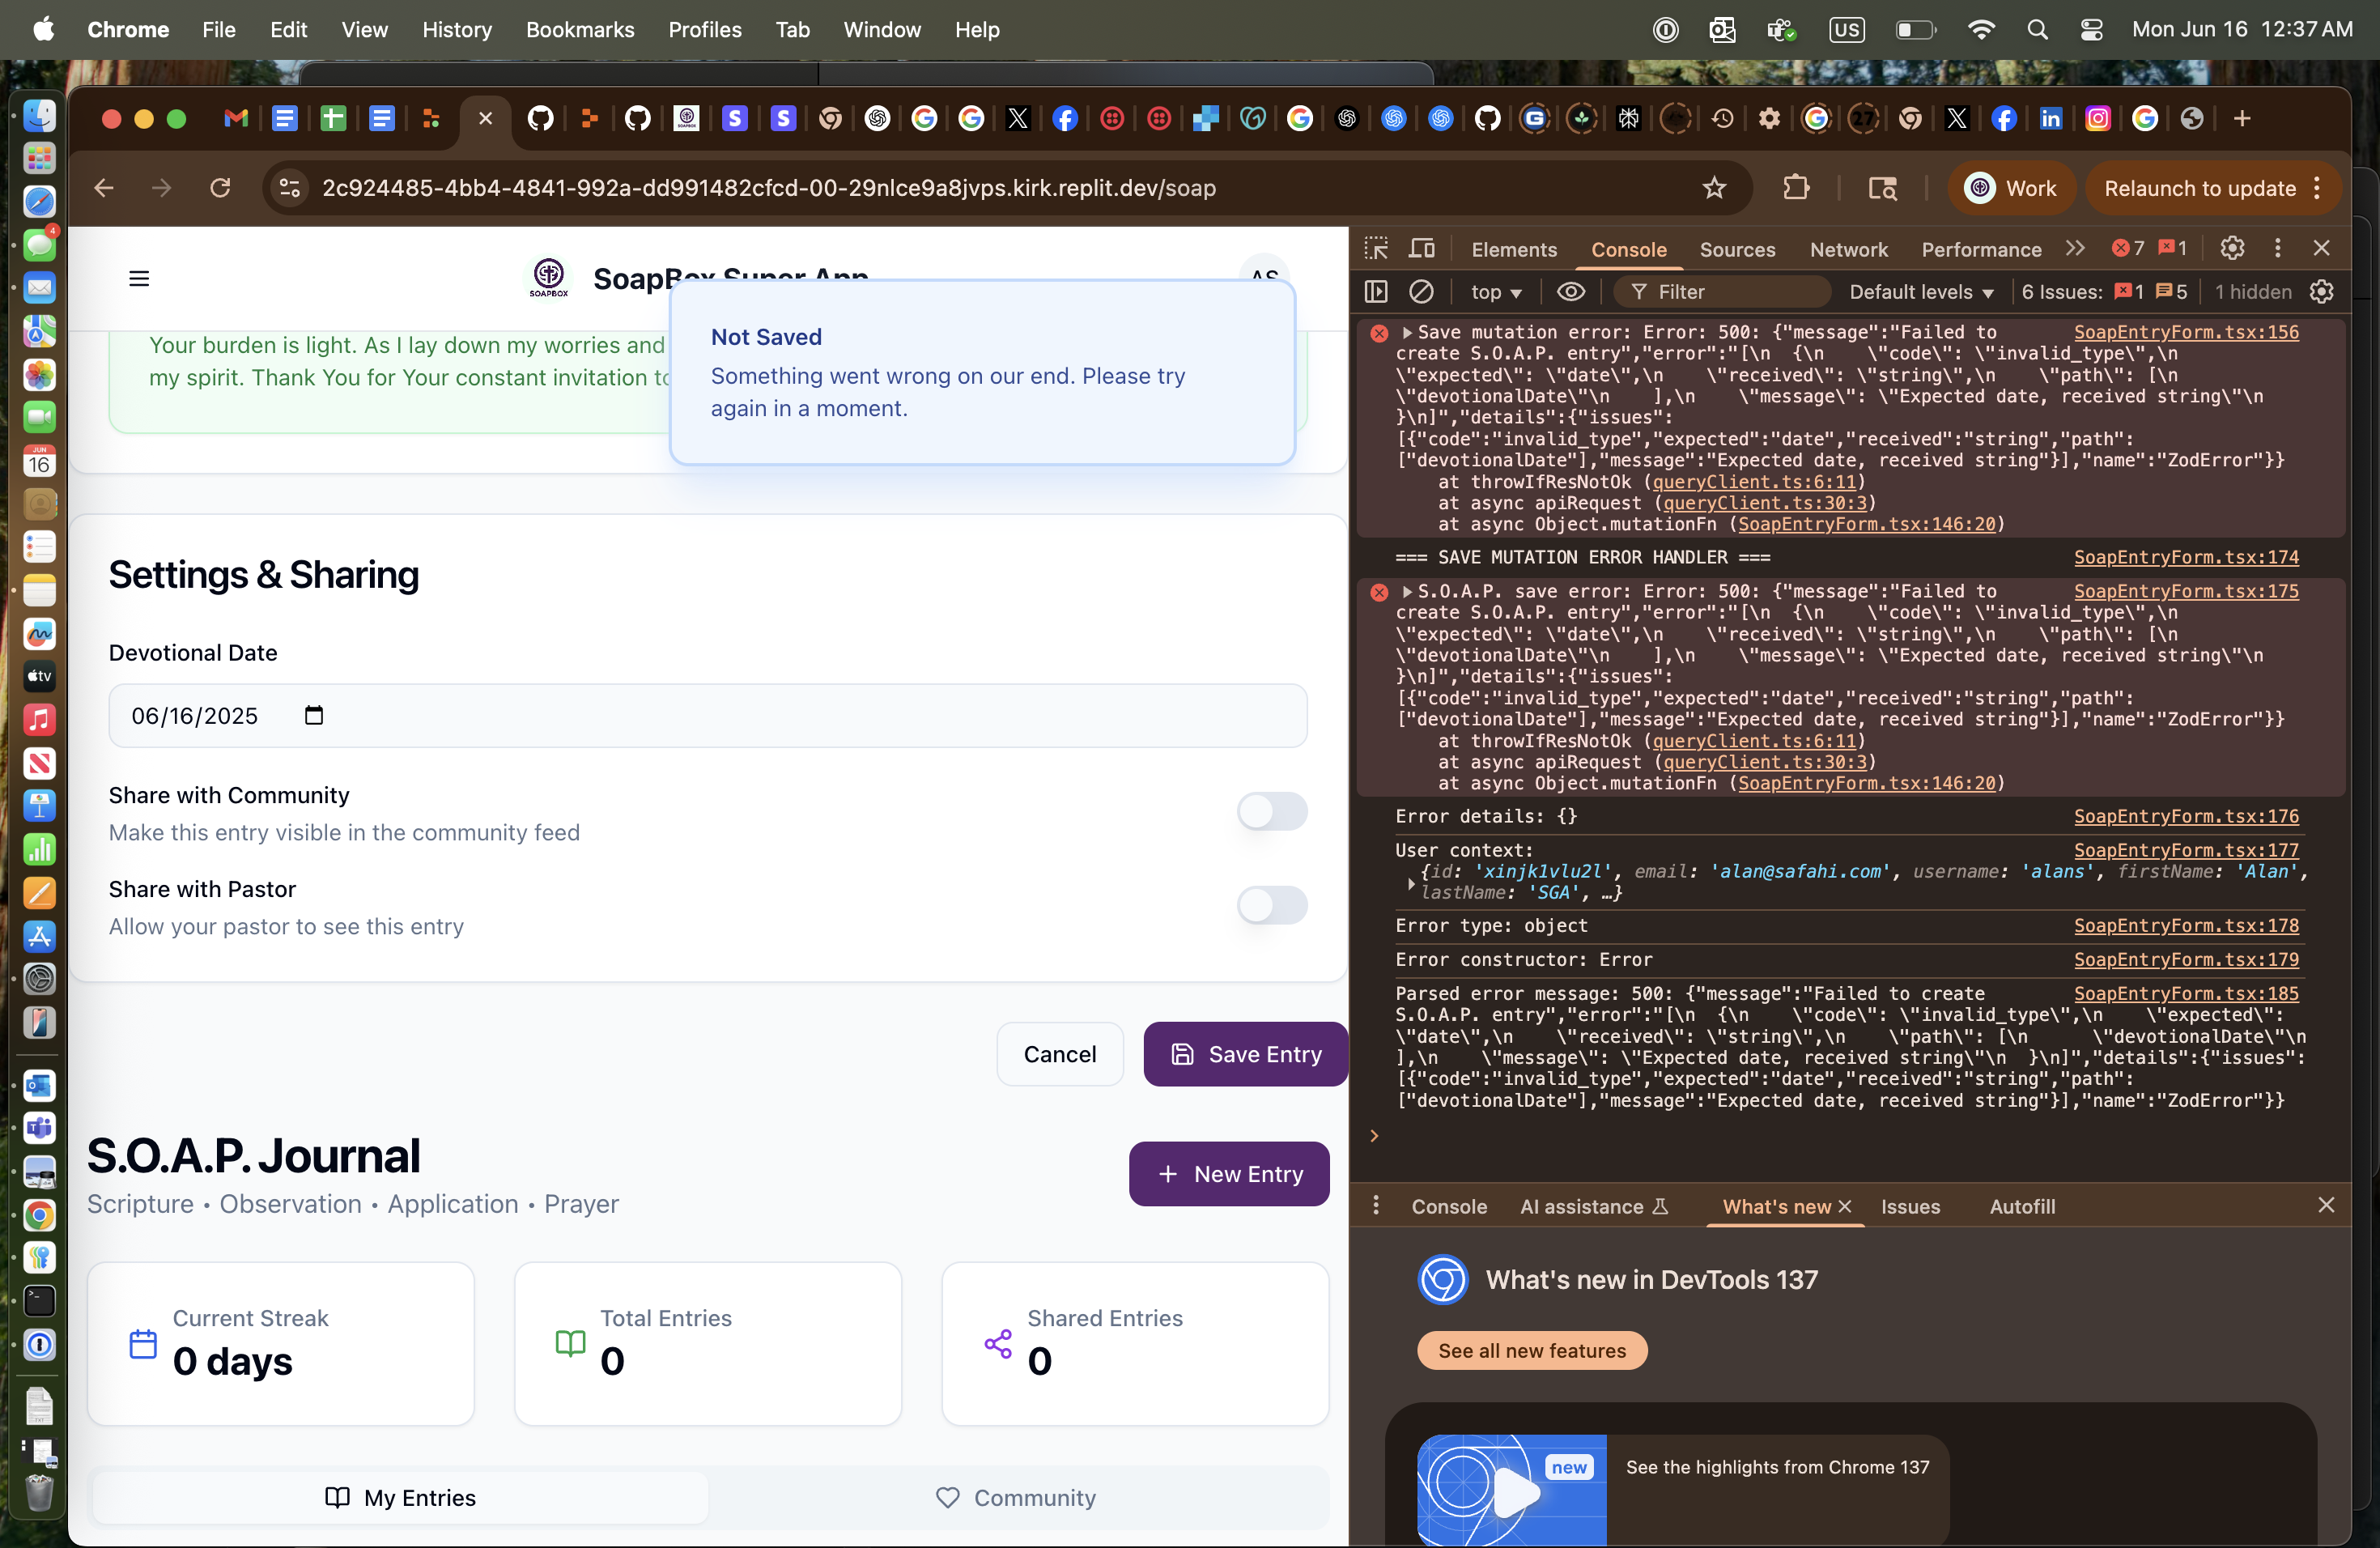 Chrome File Edit View History Bookmarks Profiles Tab Window Help US Mon Jun 16 12:37 AM
4
JUN
16
tv
27
2c924485-4bb4-4841-992a-dd991482cfcd-00-29nlce9a8jvps.kirk.replit.dev/soap
Work
Relaunch to update
SOAPBOX
SoapBox Super App
AS
Your burden is light. As I lay down my worries and
my spirit. Thank You for Your constant invitation to
Not Saved
Something went wrong on our end. Please try
again in a moment.
Settings & Sharing
Devotional Date
06/16/2025
Share with Community
Make this entry visible in the community feed
Share with Pastor
Allow your pastor to see this entry
Cancel
Save Entry
S.O.A.P. Journal
Scripture • Observation • Application • Prayer
+ New Entry
Current Streak
0 days
Total Entries
0
Shared Entries
0
My Entries
Community
Elements Console Sources Network Performance 7 1
top Filter Default levels 6 Issues: 1 5 1 hidden
Save mutation error: Error: 500: {"message":"Failed to SoapEntryForm.tsx:156
create S.O.A.P. entry","error":"[\n  {\n    \"code\": \"invalid_type\",\n
\"expected\": \"date\",\n    \"received\": \"string\",\n    \"path\": [\n
\"devotionalDate\"\n    ],\n    \"message\": \"Expected date, received string\"\n
}\n]","details":{"issues":
[{"code":"invalid_type","expected":"date","received":"string","path":
["devotionalDate"],"message":"Expected date, received string"}],"name":"ZodError"}}
at throwIfResNotOk (queryClient.ts:6:11)
at async apiRequest (queryClient.ts:30:3)
at async Object.mutationFn (SoapEntryForm.tsx:146:20)
=== SAVE MUTATION ERROR HANDLER === SoapEntryForm.tsx:174
S.O.A.P. save error: Error: 500: {"message":"Failed to SoapEntryForm.tsx:175
create S.O.A.P. entry","error":"[\n  {\n    \"code\": \"invalid_type\",\n
\"expected\": \"date\",\n    \"received\": \"string\",\n    \"path\": [\n
\"devotionalDate\"\n    ],\n    \"message\": \"Expected date, received string\"\n
}\n]","details":{"issues":
[{"code":"invalid_type","expected":"date","received":"string","path":
["devotionalDate"],"message":"Expected date, received string"}],"name":"ZodError"}}
at throwIfResNotOk (queryClient.ts:6:11)
at async apiRequest (queryClient.ts:30:3)
at async Object.mutationFn (SoapEntryForm.tsx:146:20)
Error details: {} SoapEntryForm.tsx:176
User context: SoapEntryForm.tsx:177
{id: 'xinjk1vlu2l', email: 'alan@safahi.com', username: 'alans', firstName: 'Alan',
lastName: 'SGA', …}
Error type: object SoapEntryForm.tsx:178
Error constructor: Error SoapEntryForm.tsx:179
Parsed error message: 500: {"message":"Failed to create SoapEntryForm.tsx:185
S.O.A.P. entry","error":"[\n  {\n    \"code\": \"invalid_type\",\n    \"expected\":
\"date\",\n    \"received\": \"string\",\n    \"path\": [\n      \"devotionalDate\"\n
],\n    \"message\": \"Expected date, received string\"\n  }\n]","details":{"issues":
[{"code":"invalid_type","expected":"date","received":"string","path":
["devotionalDate"],"message":"Expected date, received string"}],"name":"ZodError"}}
Console AI assistance What's new Issues Autofill
What's new in DevTools 137
See all new features
new
See the highlights from Chrome 137